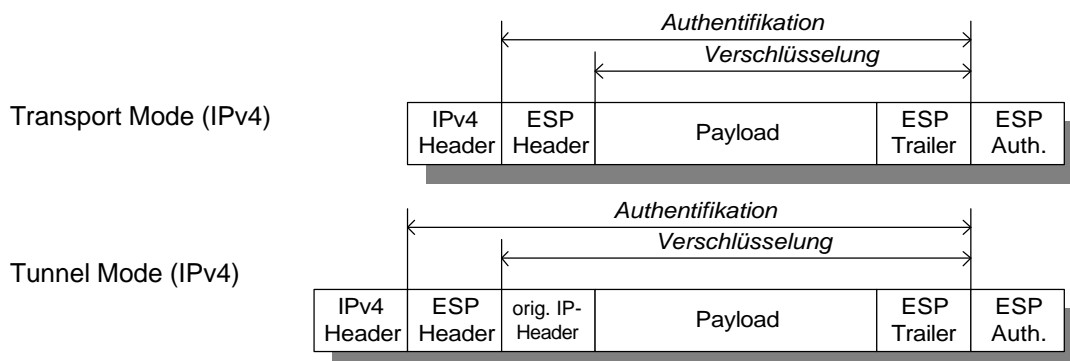 Authentifikation
Verschlüsselung
Transport Mode (IPv4)
IPv4
Header
ESP
Header
Payload
ESP
Trailer
ESP
Auth.
Authentifikation
Verschlüsselung
Tunnel Mode (IPv4)
IPv4
Header
ESP
Header
orig. IP-
Header
Payload
ESP
Trailer
ESP
Auth.